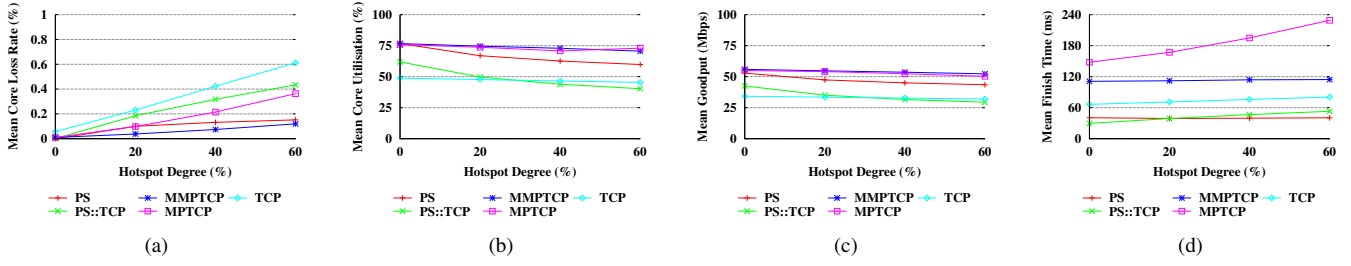 Mean Core Loss Rate (%)
1
0.8
0.6
0.4
0.2
0
0 20 40 60
Hotspot Degree (%)
PS MMPTCP TCP
PS::TCP MPTCP
(a)
Mean Core Utilisation (%)
100
75
50
25
0
0 20 40 60
Hotspot Degree (%)
PS MMPTCP TCP
PS::TCP MPTCP
(b)
Mean Goodput (Mbps)
100
75
50
25
0
0 20 40 60
Hotspot Degree (%)
PS MMPTCP TCP
PS::TCP MPTCP
(c)
Mean Finish Time (ms)
240
180
120
60
0
0 20 40 60
Hotspot Degree (%)
PS MMPTCP TCP
PS::TCP MPTCP
(d)